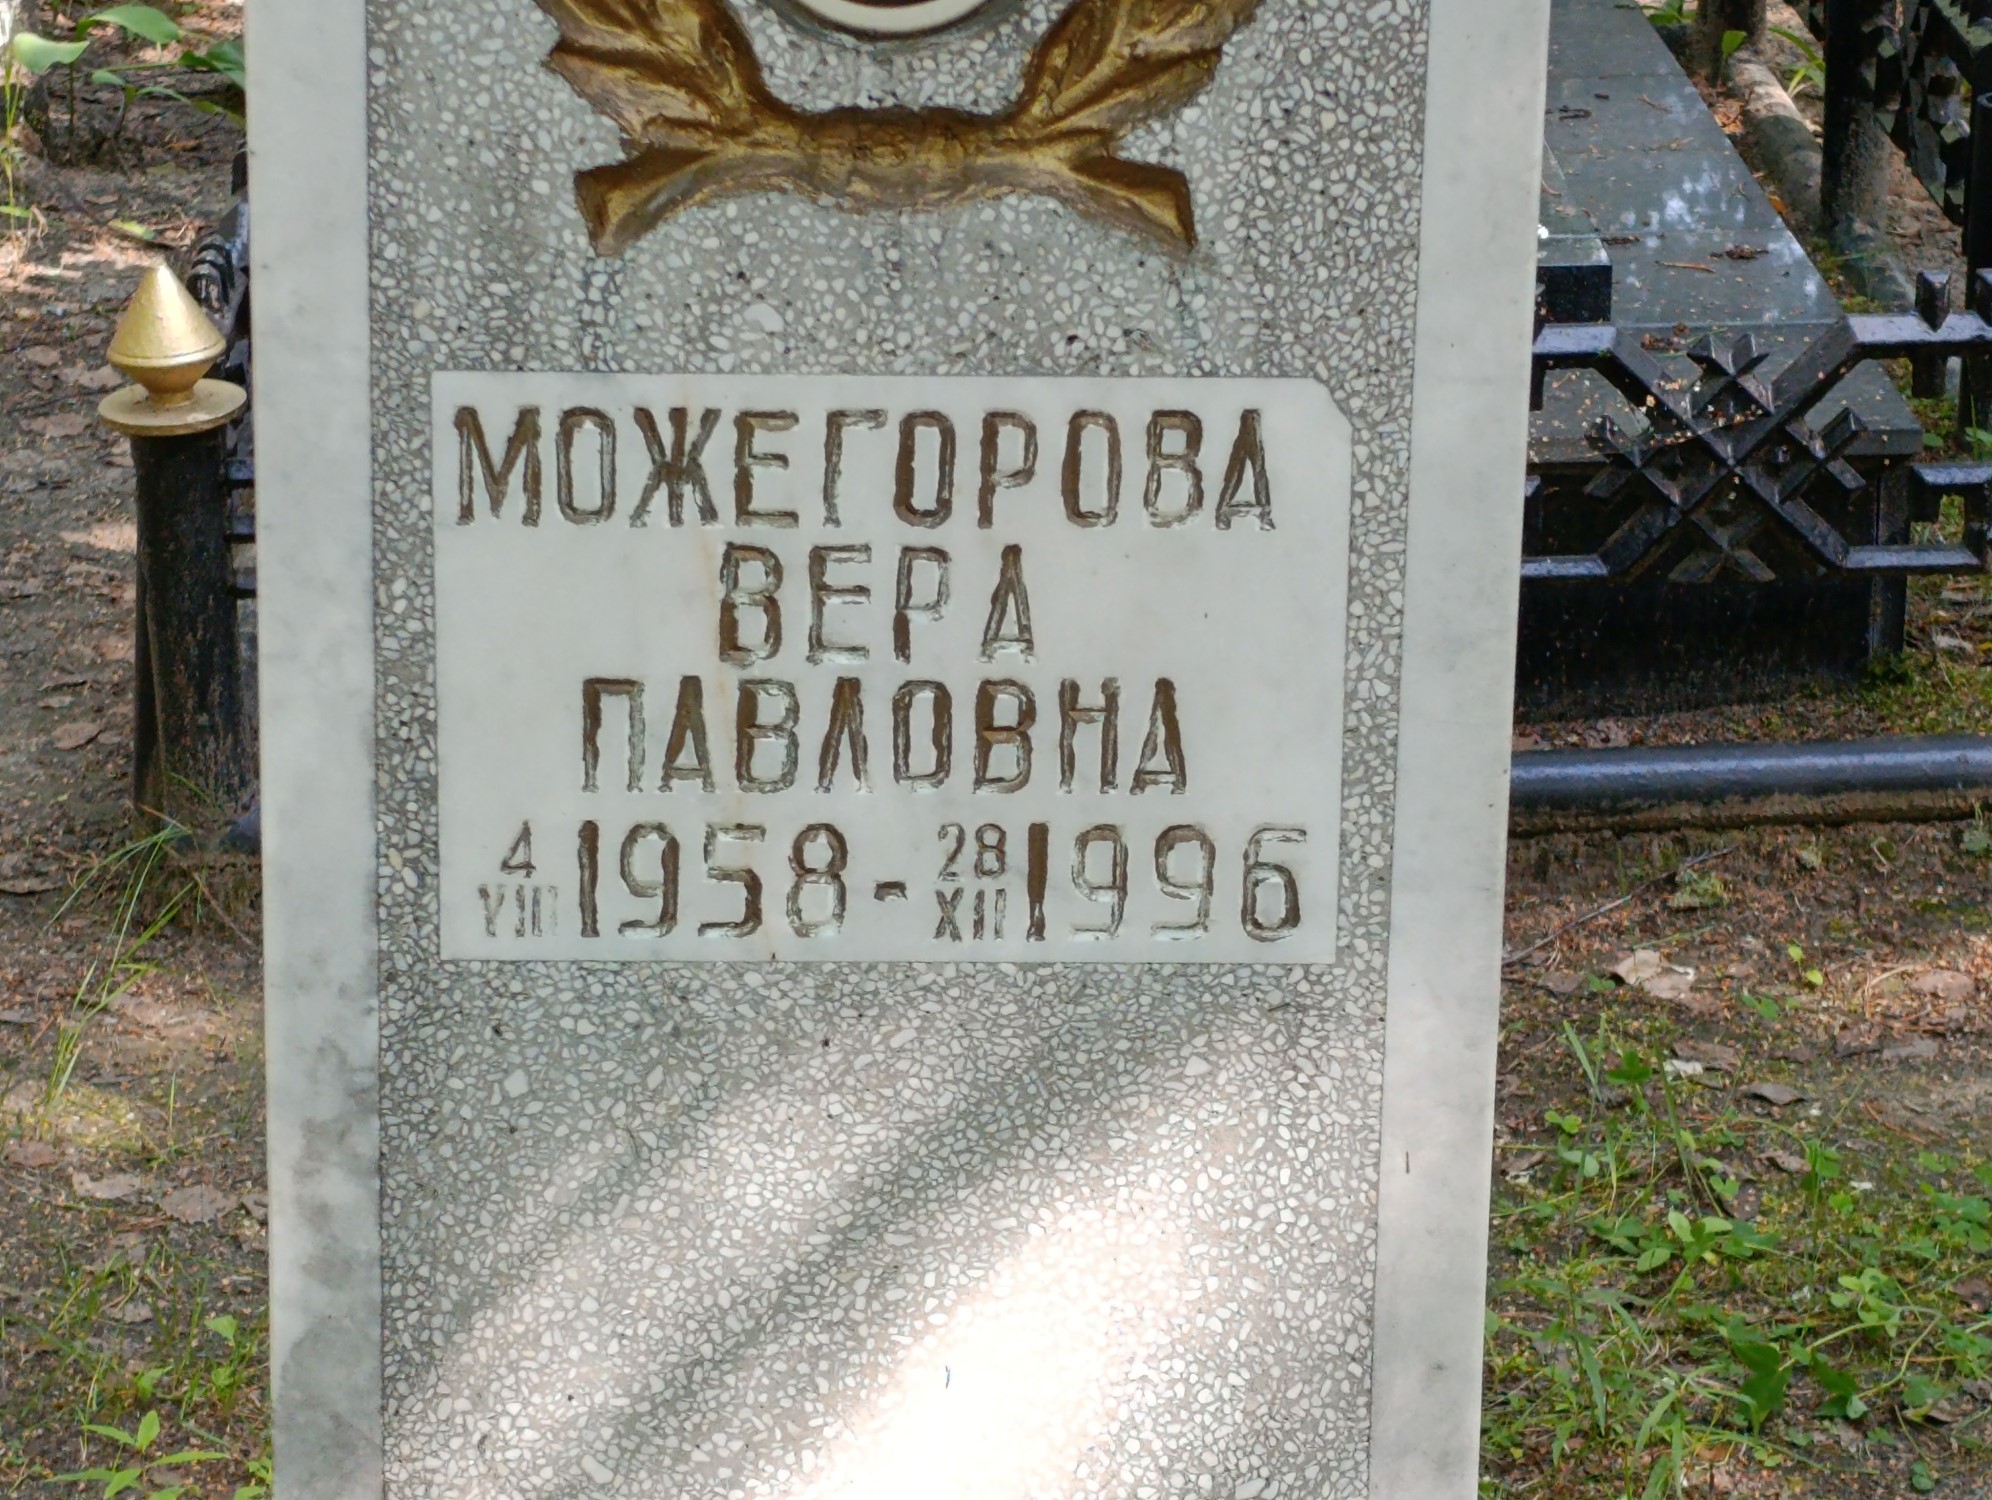 МОЖЕГОРОВА
ВЕРА
ПАВЛОВНА
4 VIII 1958 - 28 XII 1996